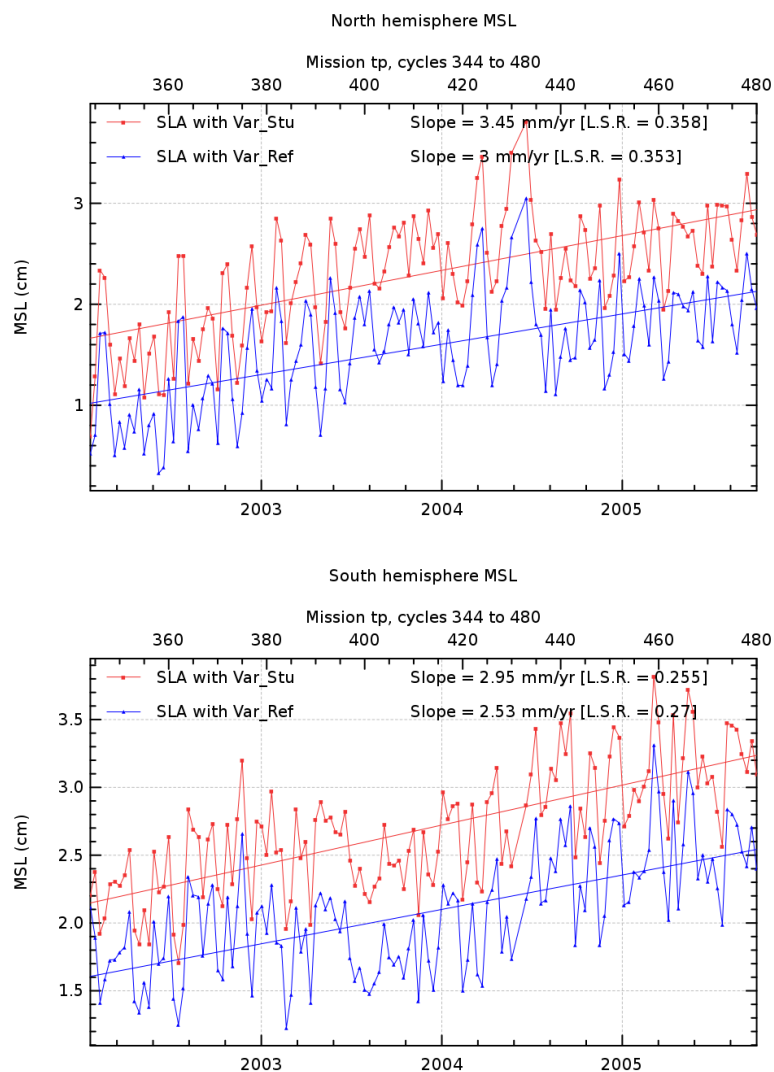 North hemisphere MSL
Mission tp, cycles 344 to 480
360 380 400 420 440 460 480
SLA with Var_Stu Slope = 3.45 mm/yr [L.S.R. = 0.358]
SLA with Var_Ref Slope = 3 mm/yr [L.S.R. = 0.353]
3
2
1
MSL (cm)
2003 2004 2005
South hemisphere MSL
Mission tp, cycles 344 to 480
360 380 400 420 440 460 480
SLA with Var_Stu Slope = 2.95 mm/yr [L.S.R. = 0.255]
SLA with Var_Ref Slope = 2.53 mm/yr [L.S.R. = 0.27]
3.5
3.0
2.5
2.0
1.5
MSL (cm)
2003 2004 2005